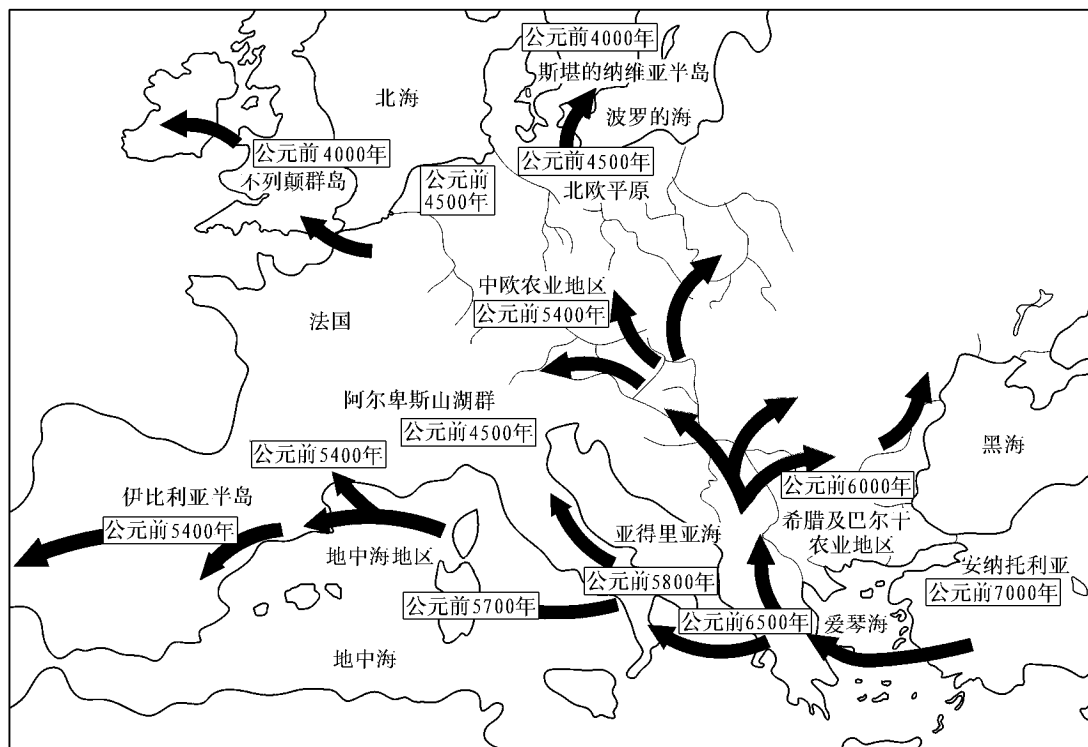 公元前4000年
斯堪的纳维亚半岛
北海
波罗的海
公元前4000年
不列颠群岛
公元前
4500年
公元前4500年
北欧平原
中欧农业地区
公元前5400年
法国
阿尔卑斯山湖群
公元前4500年
公元前5400年
黑海
伊比利亚半岛
公元前5400年
公元前6000年
希腊及巴尔干
农业地区
亚得里亚海
地中海地区
安纳托利亚
公元前7000年
公元前5800年
公元前5700年
公元前6500年
爱琴海
地中海